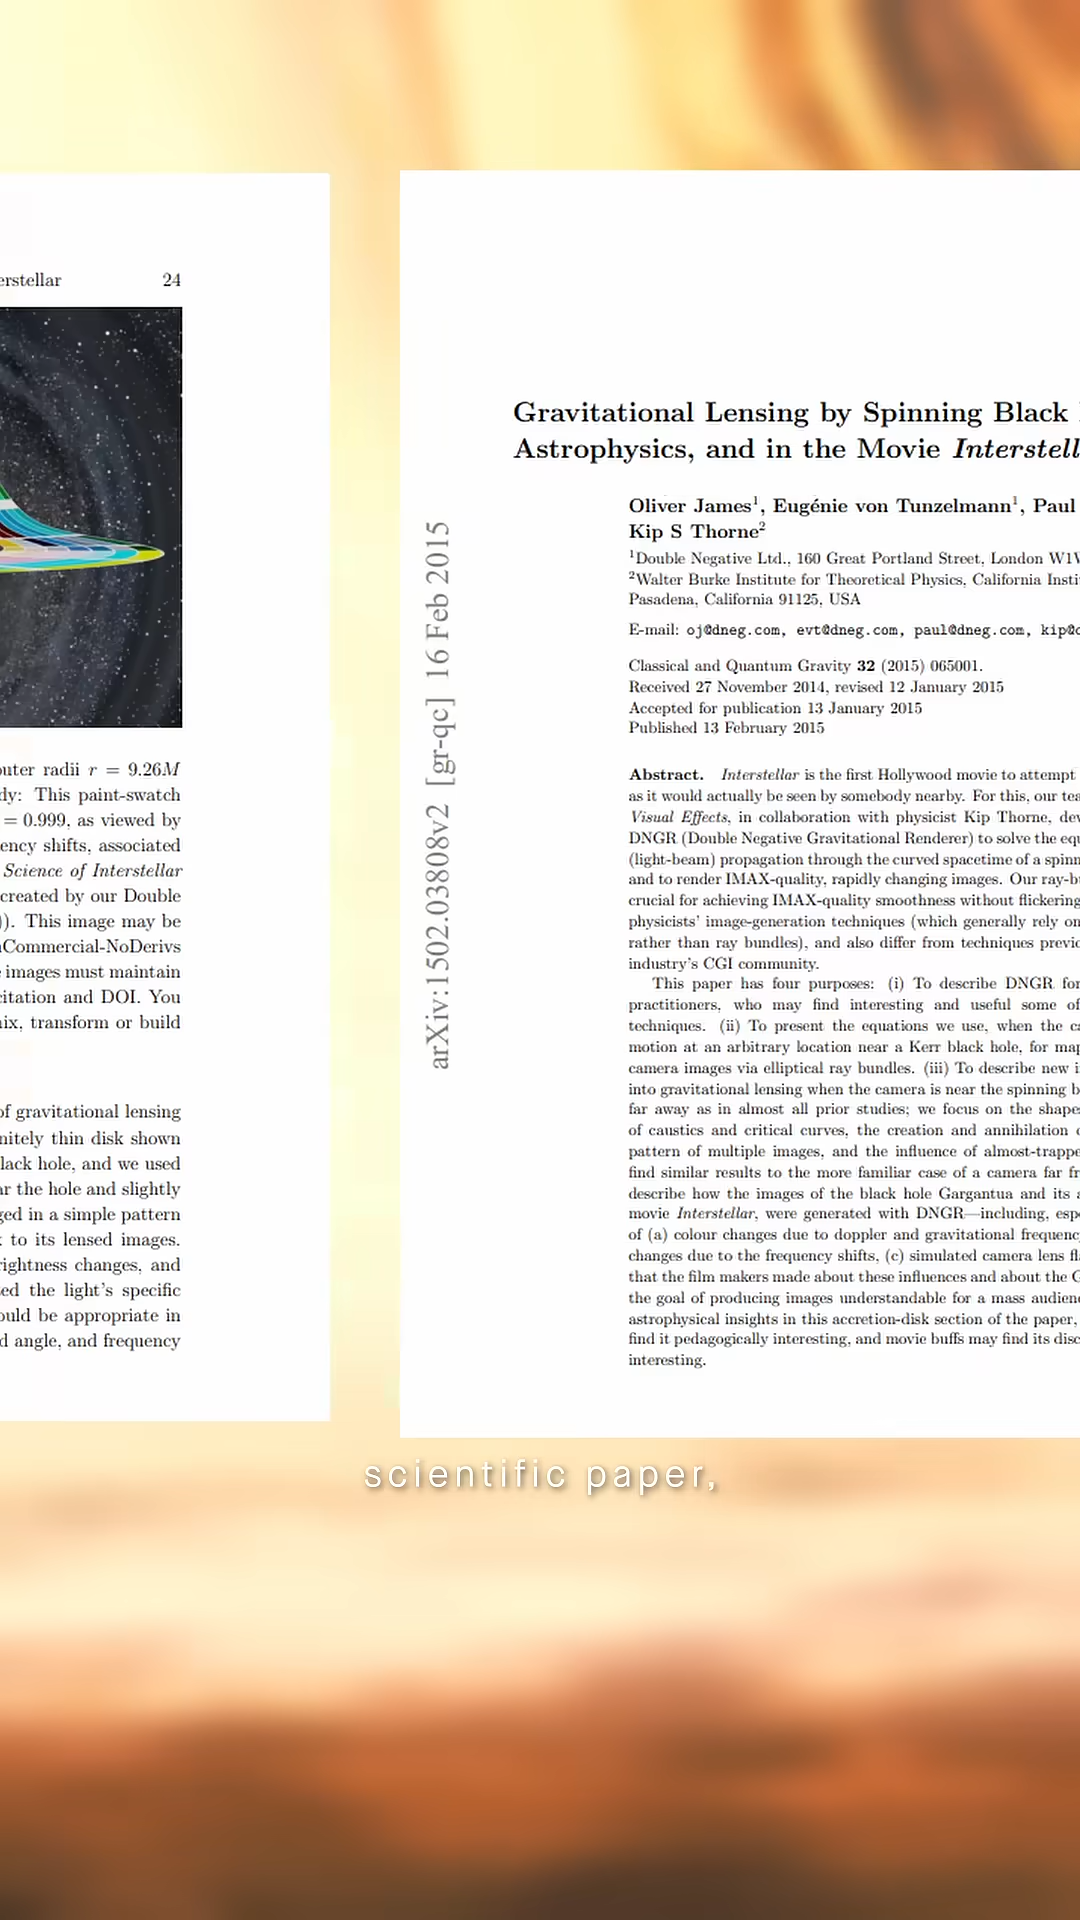 erstellar 24
outer radii r = 9.26M
dy: This paint-swatch
= 0.999, as viewed by
ency shifts, associated
Science of Interstellar
created by our Double
)). This image may be
nCommercial-NoDerivs
e images must maintain
citation and DOI. You
nix, transform or build
of gravitational lensing
nitely thin disk shown
lack hole, and we used
ar the hole and slightly
ged in a simple pattern
k to its lensed images.
rightness changes, and
ted the light's specific
ould be appropriate in
d angle, and frequency
arXiv:1502.03808v2 [gr-qc] 16 Feb 2015
Gravitational Lensing by Spinning Black
Astrophysics, and in the Movie Interstell
Oliver James¹, Eugénie von Tunzelmann¹, Paul
Kip S Thorne²
¹Double Negative Ltd., 160 Great Portland Street, London W1W
²Walter Burke Institute for Theoretical Physics, California Insti
Pasadena, California 91125, USA
E-mail: oj@dneg.com, evt@dneg.com, paul@dneg.com, kip@c
Classical and Quantum Gravity 32 (2015) 065001.
Received 27 November 2014, revised 12 January 2015
Accepted for publication 13 January 2015
Published 13 February 2015
Abstract. Interstellar is the first Hollywood movie to attempt
as it would actually be seen by somebody nearby. For this, our tea
Visual Effects, in collaboration with physicist Kip Thorne, dev
DNGR (Double Negative Gravitational Renderer) to solve the equ
(light-beam) propagation through the curved spacetime of a spinn
and to render IMAX-quality, rapidly changing images. Our ray-bu
crucial for achieving IMAX-quality smoothness without flickering
physicists' image-generation techniques (which generally rely on
rather than ray bundles), and also differ from techniques previo
industry's CGI community.
This paper has four purposes: (i) To describe DNGR for
practitioners, who may find interesting and useful some of
techniques. (ii) To present the equations we use, when the ca
motion at an arbitrary location near a Kerr black hole, for map
camera images via elliptical ray bundles. (iii) To describe new i
into gravitational lensing when the camera is near the spinning b
far away as in almost all prior studies; we focus on the shape
of caustics and critical curves, the creation and annihilation o
pattern of multiple images, and the influence of almost-trappe
find similar results to the more familiar case of a camera far fr
describe how the images of the black hole Gargantua and its a
movie Interstellar, were generated with DNGR—including, esp
of (a) colour changes due to doppler and gravitational frequenc
changes due to the frequency shifts, (c) simulated camera lens fl
that the film makers made about these influences and about the G
the goal of producing images understandable for a mass audienc
astrophysical insights in this accretion-disk section of the paper,
find it pedagogically interesting, and movie buffs may find its disc
interesting.
scientific paper,